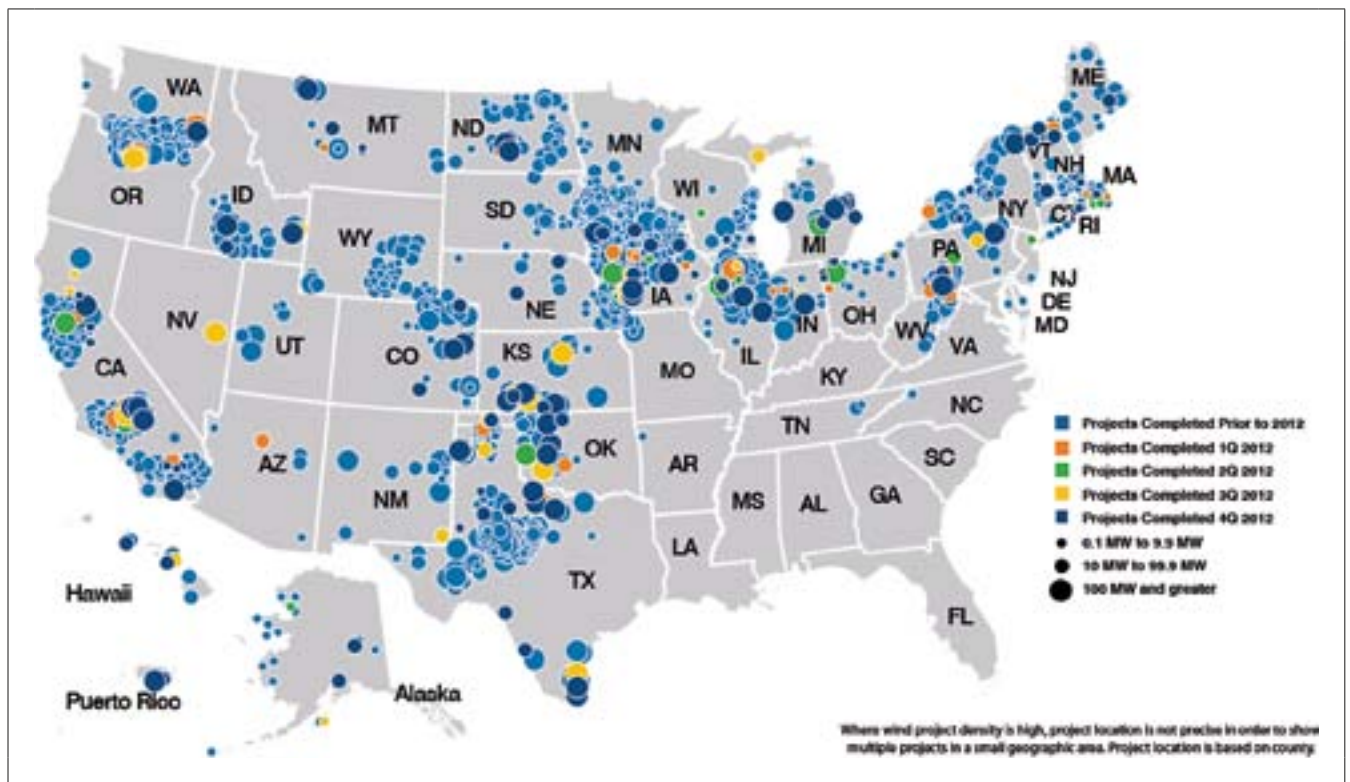 WA
MT
ND
MN
ME
VT
NH
MA
OR
ID
SD
WI
NY
CT
RI
WY
MI
PA
NJ
DE
MD
NE
IA
OH
IN
WV
VA
NV
UT
CO
KS
IL
MO
KY
CA
NC
TN
AZ
NM
OK
AR
SC
MS
AL
GA
TX
LA
FL
Hawaii
Puerto Rico
Alaska
Projects Completed Prior to 2012
Projects Completed 1Q 2012
Projects Completed 2Q 2012
Projects Completed 3Q 2012
Projects Completed 4Q 2012
0.1 MW to 9.9 MW
10 MW to 99.9 MW
100 MW and greater
Where wind project density is high, project location is not precise in order to show
multiple projects in a small geographic area. Project location is based on county.